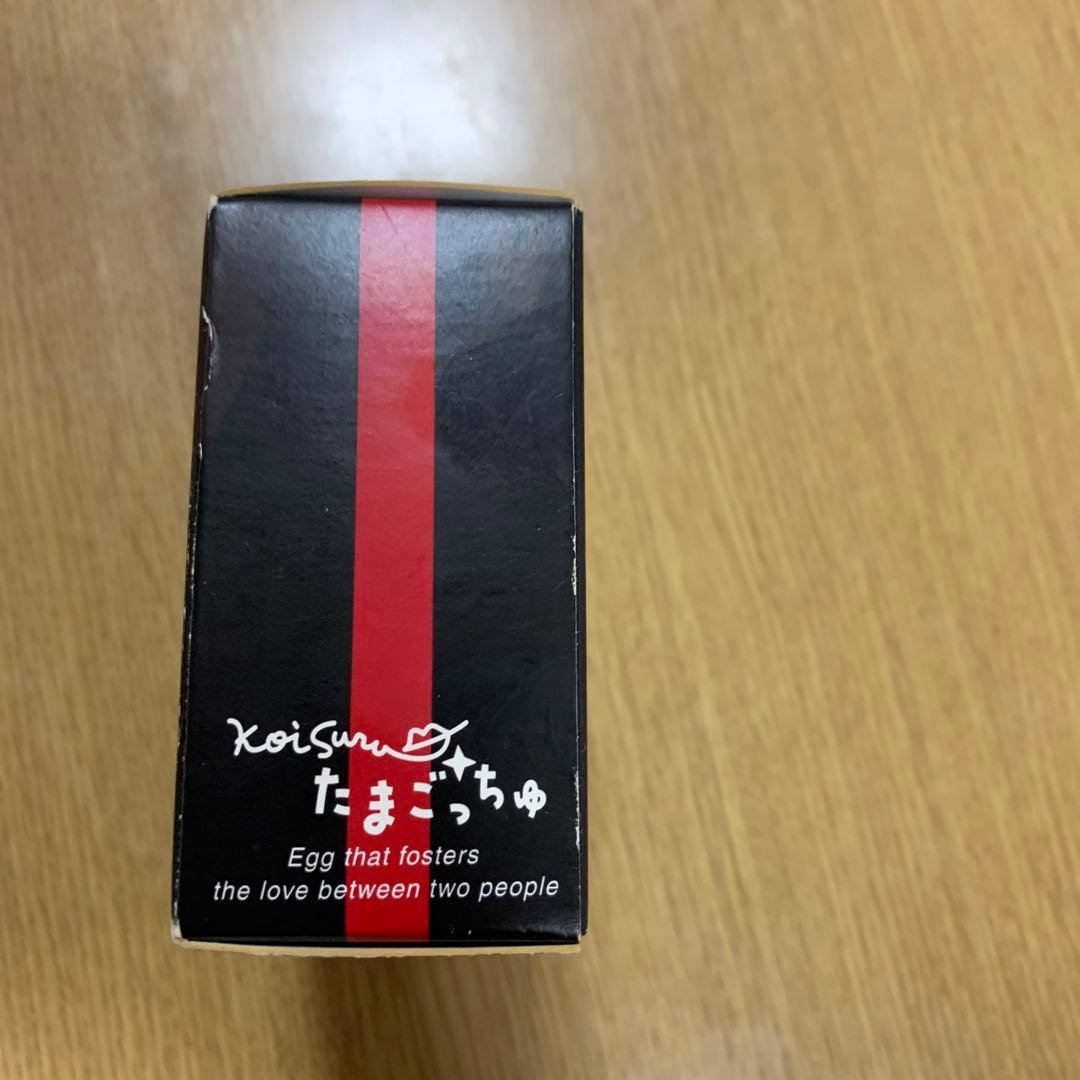 Koisuru
たまごっちゅ
Egg that fosters
the love between two people